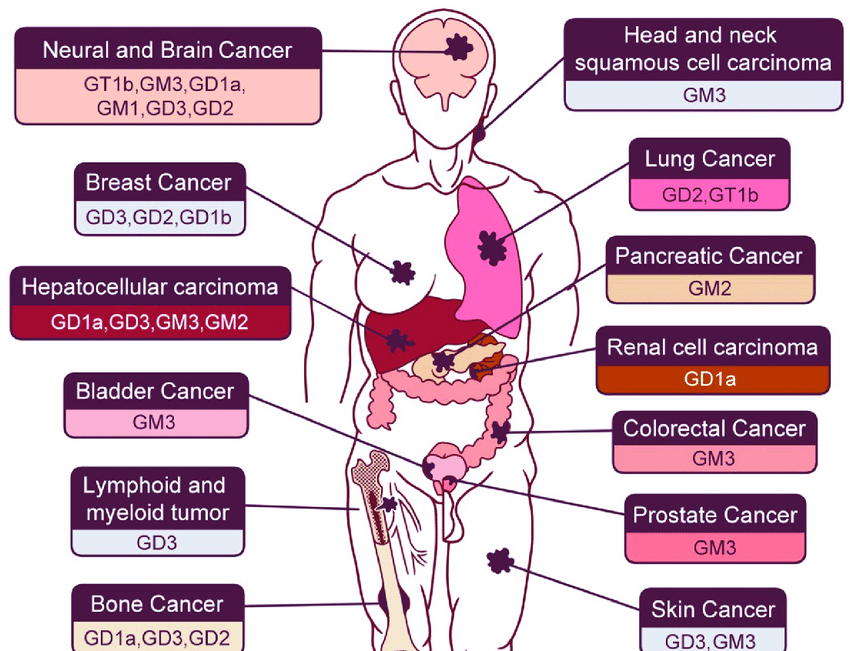 Neural and Brain Cancer
GT1b,GM3,GD1a,
GM1,GD3,GD2
Head and neck
squamous cell carcinoma
GM3
Breast Cancer
GD3,GD2,GD1b
Lung Cancer
GD2,GT1b
Hepatocellular carcinoma
GD1a,GD3,GM3,GM2
Pancreatic Cancer
GM2
Renal cell carcinoma
GD1a
Bladder Cancer
GM3
Colorectal Cancer
GM3
Lymphoid and
myeloid tumor
GD3
Prostate Cancer
GM3
Bone Cancer
GD1a,GD3,GD2
Skin Cancer
GD3,GM3